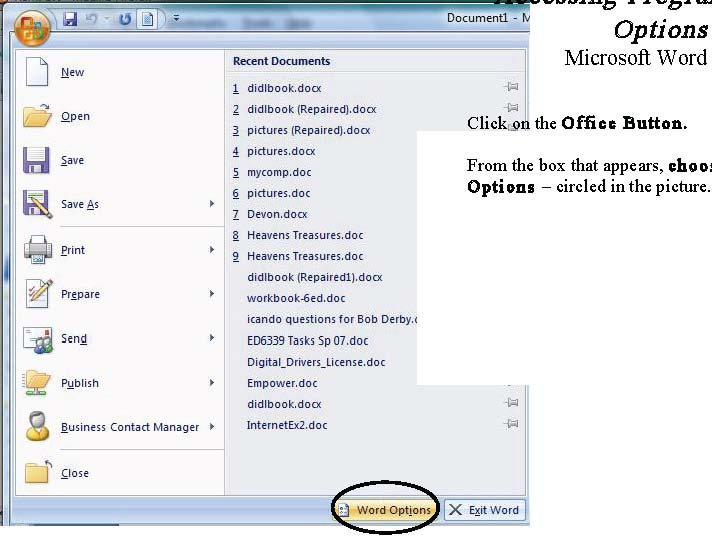 Document1 - M
Options
Microsoft Word
New
Open
Save
Save As
Print
Prepare
Send
Publish
Business Contact Manager
Close
Recent Documents
1 didlbook.docx
2 didlbook (Repaired).docx
3 pictures (Repaired).docx
4 pictures.docx
5 mycomp.doc
6 pictures.doc
7 Devon.docx
8 Heavens Treasures.doc
9 Heavens Treasures.doc
didlbook (Repaired1).docx
workbook-6ed.doc
icando questions for Bob Derby.
ED6339 Tasks Sp 07.doc
Digital_Drivers_License.doc
Empower.doc
didlbook.docx
InternetEx2.doc
Word Options
Exit Word
Click on the Office Button.
From the box that appears, choos
Options – circled in the picture.